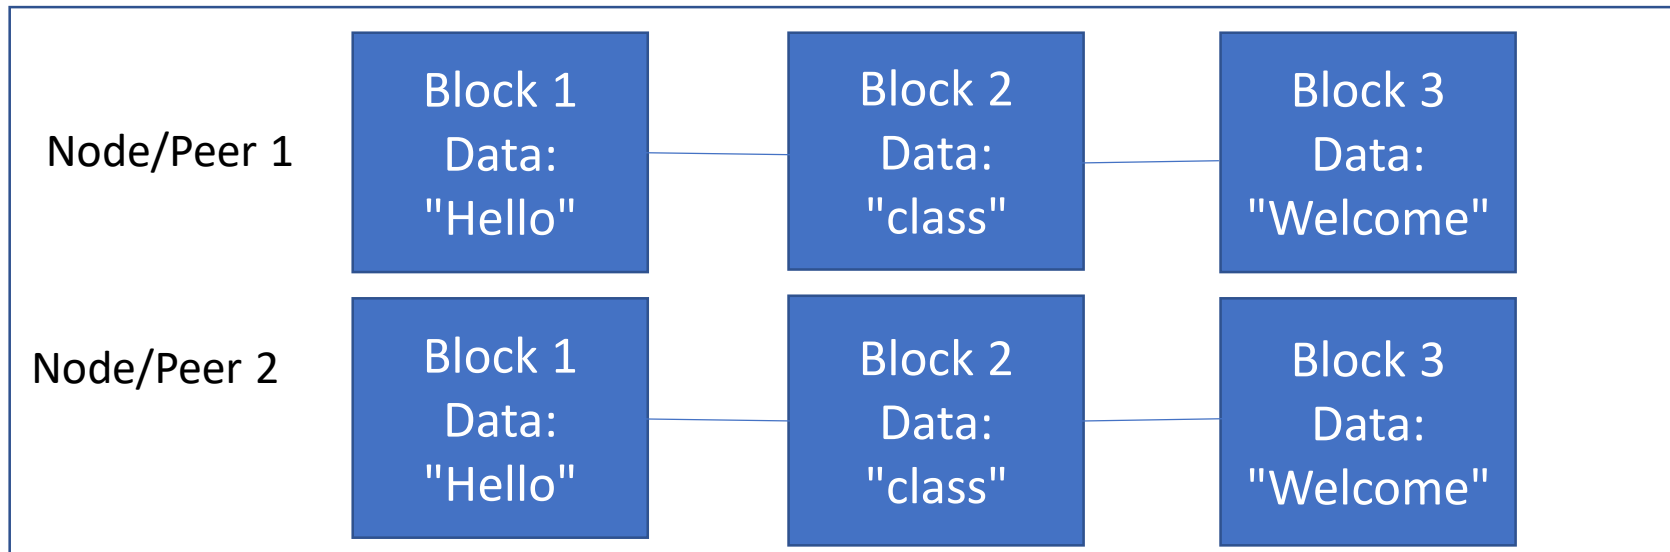 Node/Peer 1
Block 1
Data:
"Hello"
Block 2
Data:
"class"
Block 3
Data:
"Welcome"
Node/Peer 2
Block 1
Data:
"Hello"
Block 2
Data:
"class"
Block 3
Data:
"Welcome"